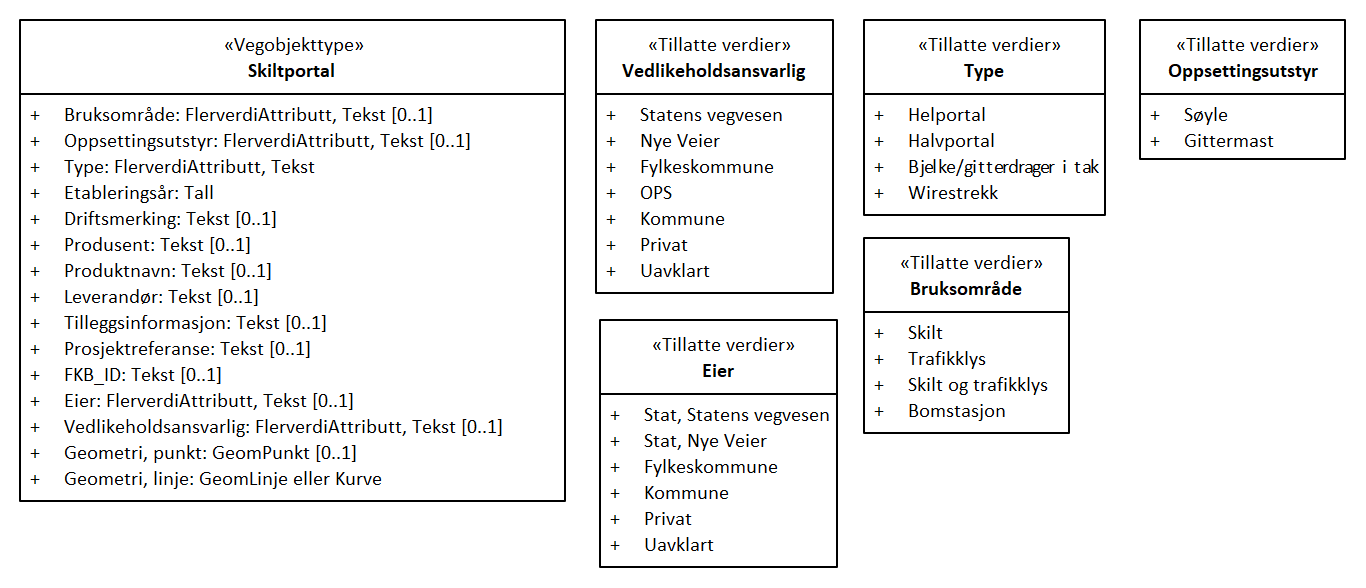 «Vegobjekttype»
Skiltportal
+ Bruksområde: FlerverdiAttributt, Tekst [0..1]
+ Oppsettingsutstyr: FlerverdiAttributt, Tekst [0..1]
+ Type: FlerverdiAttributt, Tekst
+ Etableringsår: Tall
+ Driftsmerking: Tekst [0..1]
+ Produsent: Tekst [0..1]
+ Produktnavn: Tekst [0..1]
+ Leverandør: Tekst [0..1]
+ Tilleggsinformasjon: Tekst [0..1]
+ Prosjektreferanse: Tekst [0..1]
+ FKB_ID: Tekst [0..1]
+ Eier: FlerverdiAttributt, Tekst [0..1]
+ Vedlikeholdsansvarlig: FlerverdiAttributt, Tekst [0..1]
+ Geometri, punkt: GeomPunkt [0..1]
+ Geometri, linje: GeomLinje eller Kurve
«Tillatte verdier»
Vedlikeholdsansvarlig
+ Statens vegvesen
+ Nye Veier
+ Fylkeskommune
+ OPS
+ Kommune
+ Privat
+ Uavklart
«Tillatte verdier»
Eier
+ Stat, Statens vegvesen
+ Stat, Nye Veier
+ Fylkeskommune
+ Kommune
+ Privat
+ Uavklart
«Tillatte verdier»
Type
+ Helportal
+ Halvportal
+ Bjelke/gitterdrager i tak
+ Wirestrekk
«Tillatte verdier»
Bruksområde
+ Skilt
+ Trafikklys
+ Skilt og trafikklys
+ Bomstasjon
«Tillatte verdier»
Oppsettingsutstyr
+ Søyle
+ Gittermast